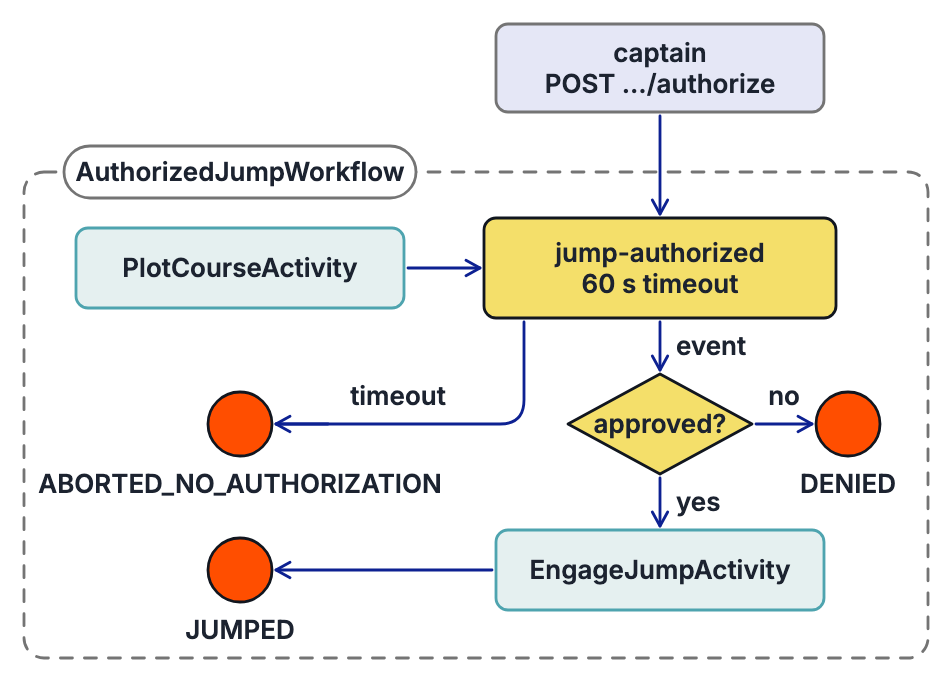 captain
POST .../authorize
AuthorizedJumpWorkflow
PlotCourseActivity
jump-authorized
60 s timeout
event
timeout
approved?
no
ABORTED_NO_AUTHORIZATION
DENIED
yes
EngageJumpActivity
JUMPED